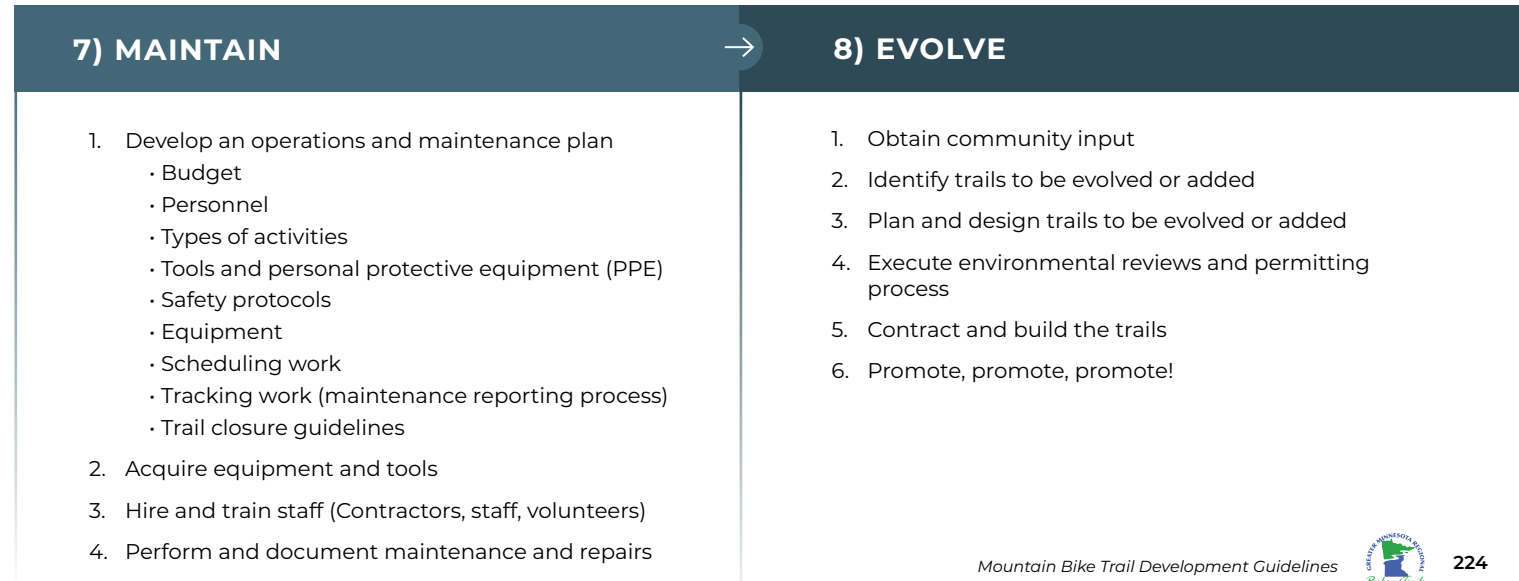 7) MAINTAIN
1. Develop an operations and maintenance plan
• Budget
• Personnel
• Types of activities
• Tools and personal protective equipment (PPE)
• Safety protocols
• Equipment
• Scheduling work
• Tracking work (maintenance reporting process)
• Trail closure guidelines
2. Acquire equipment and tools
3. Hire and train staff (Contractors, staff, volunteers)
4. Perform and document maintenance and repairs
8) EVOLVE
1. Obtain community input
2. Identify trails to be evolved or added
3. Plan and design trails to be evolved or added
4. Execute environmental reviews and permitting
process
5. Contract and build the trails
6. Promote, promote, promote!
Mountain Bike Trail Development Guidelines
GREATER MINNESOTA REGIONAL
224